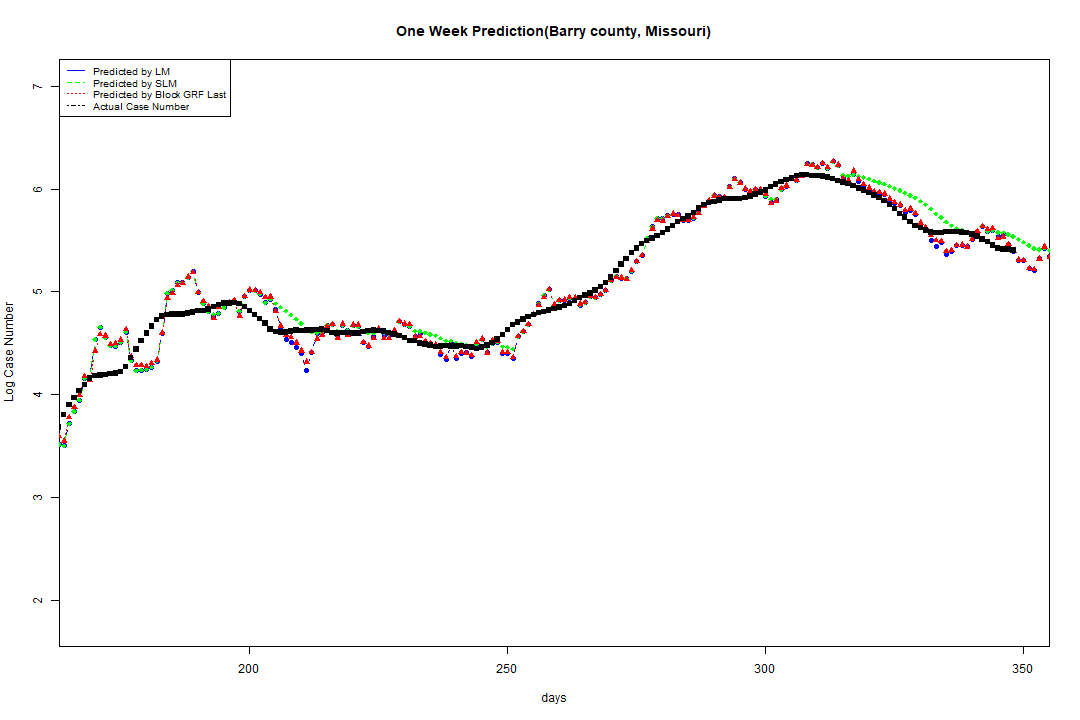 One Week Prediction(Barry county, Missouri)
Predicted by LM
Predicted by SLM
Predicted by Block GRF Last
Actual Case Number
7
6
5
4
3
2
Log Case Number
200 250 300 350
days